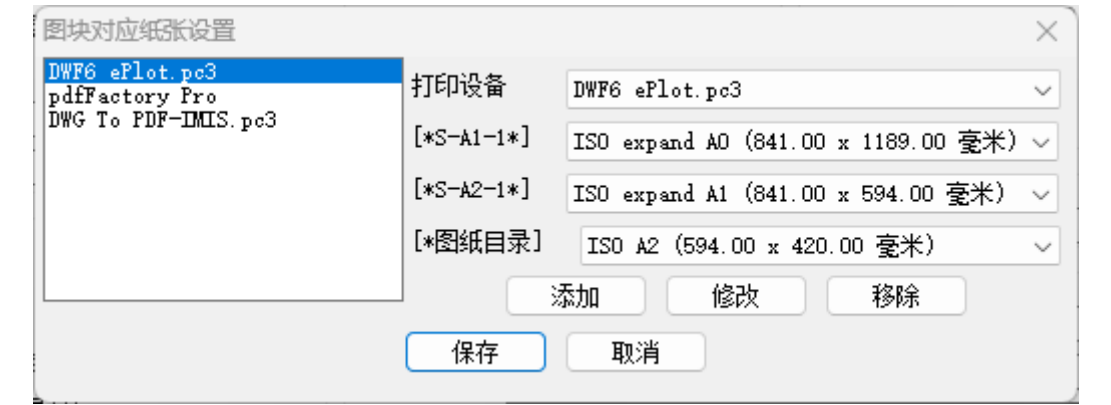 图块对应纸张设置
DWF6 ePlot.pc3
pdfFactory Pro
DWG To PDF-IMIS.pc3
打印设备 DWF6 ePlot.pc3
[*S-A1-1*] ISO expand A0 (841.00 x 1189.00 毫米)
[*S-A2-1*] ISO expand A1 (841.00 x 594.00 毫米)
[*图纸目录] ISO A2 (594.00 x 420.00 毫米)
添加 修改 移除
保存 取消